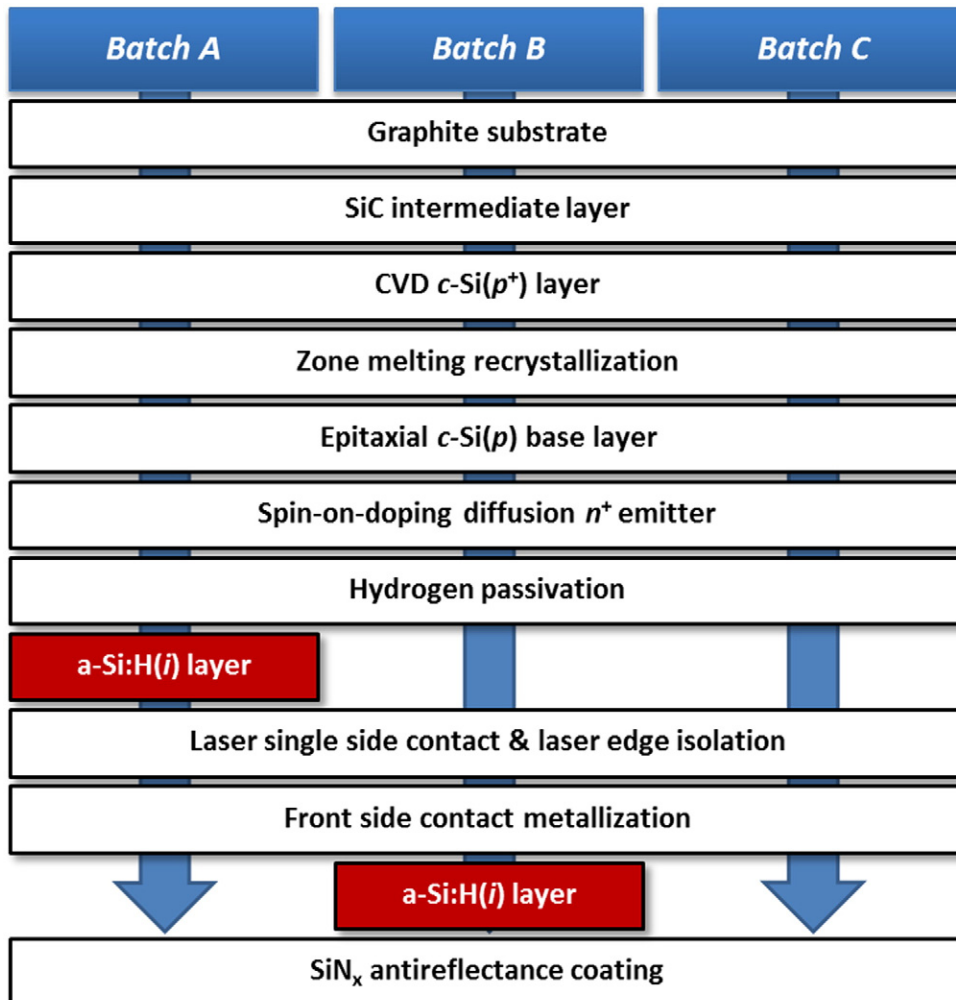 Batch A
Batch B
Batch C
Graphite substrate
SiC intermediate layer
CVD c-Si(p⁺) layer
Zone melting recrystallization
Epitaxial c-Si(p) base layer
Spin-on-doping diffusion n⁺ emitter
Hydrogen passivation
a-Si:H(i) layer
Laser single side contact & laser edge isolation
Front side contact metallization
a-Si:H(i) layer
SiNₓ antireflectance coating